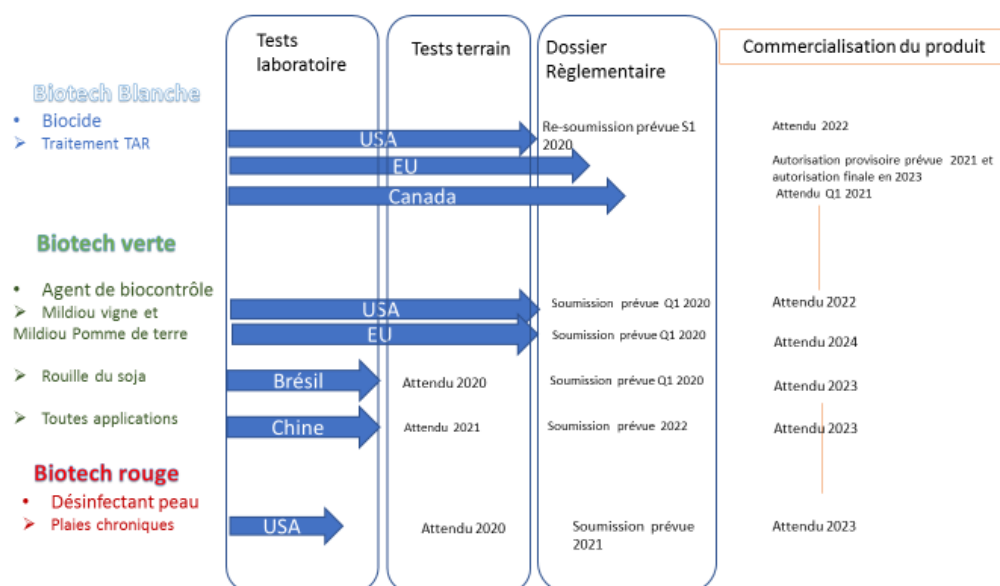 Tests
laboratoire
Tests terrain
Dossier
Règlementaire
Commercialisation du produit
Biotech Blanche
• Biocide
➢ Traitement TAR
USA
Re-soumission prévue S1
2020
Attendu 2022
EU
Autorisation provisoire prévue 2021 et
autorisation finale en 2023
Canada
Attendu Q1 2021
Biotech verte
• Agent de biocontrôle
➢ Mildiou vigne et
Mildiou Pomme de terre
USA
Soumission prévue Q1 2020
Attendu 2022
EU
Soumission prévue Q1 2020
Attendu 2024
➢ Rouille du soja
Brésil
Attendu 2020
Soumission prévue Q1 2020
Attendu 2023
➢ Toutes applications
Chine
Attendu 2021
Soumission prévue 2022
Attendu 2023
Biotech rouge
• Désinfectant peau
➢ Plaies chroniques
USA
Attendu 2020
Soumission prévue
2021
Attendu 2023